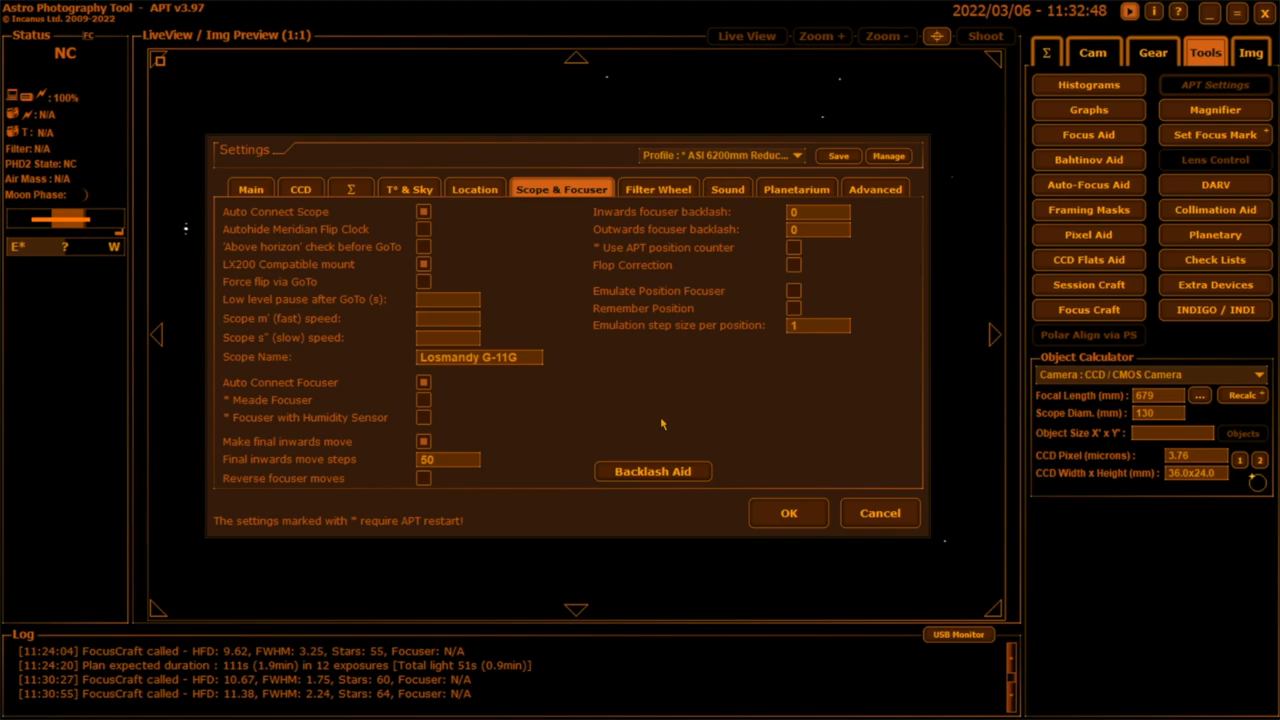 Astro Photography Tool - APT v3.97
© Incanus Ltd. 2009-2022
2022/03/06 - 11:32:48
i
?
_
=
X
Status
FC
NC
: 100%
: N/A
T : N/A
Filter: N/A
PHD2 State: NC
Air Mass : N/A
Moon Phase:
E*
?
W
LiveView / Img Preview (1:1)
Live View
Zoom +
Zoom -
Shoot
Settings
Profile : * ASI 6200mm Reduc...
Save
Manage
Main
CCD
Σ
T° & Sky
Location
Scope & Focuser
Filter Wheel
Sound
Planetarium
Advanced
Auto Connect Scope
Autohide Meridian Flip Clock
'Above horizon' check before GoTo
LX200 Compatible mount
Force flip via GoTo
Low level pause after GoTo (s):
Scope m' (fast) speed:
Scope s" (slow) speed:
Scope Name:
Losmandy G-11G
Auto Connect Focuser
* Meade Focuser
* Focuser with Humidity Sensor
Make final inwards move
Final inwards move steps
50
Reverse focuser moves
Inwards focuser backlash:
0
Outwards focuser backlash:
0
* Use APT position counter
Flop Correction
Emulate Position Focuser
Remember Position
Emulation step size per position:
1
Backlash Aid
The settings marked with * require APT restart!
OK
Cancel
Σ
Cam
Gear
Tools
Img
Histograms
APT Settings
Graphs
Magnifier
Focus Aid
Set Focus Mark +
Bahtinov Aid
Lens Control
Auto-Focus Aid
DARV
Framing Masks
Collimation Aid
Pixel Aid
Planetary
CCD Flats Aid
Check Lists
Session Craft
Extra Devices
Focus Craft
INDIGO / INDI
Polar Align via PS
Object Calculator
Camera : CCD / CMOS Camera
Focal Length (mm) :
679
...
Recalc +
Scope Diam. (mm) :
130
Object Size X' x Y' :
Objects
CCD Pixel (microns) :
3.76
1
2
CCD Width x Height (mm) :
36.0x24.0
Log
USB Monitor
[11:24:04] FocusCraft called - HFD: 9.62, FWHM: 3.25, Stars: 55, Focuser: N/A
[11:24:20] Plan expected duration : 111s (1.9min) in 12 exposures [Total light 51s (0.9min)]
[11:30:27] FocusCraft called - HFD: 10.67, FWHM: 1.75, Stars: 60, Focuser: N/A
[11:30:55] FocusCraft called - HFD: 11.38, FWHM: 2.24, Stars: 64, Focuser: N/A